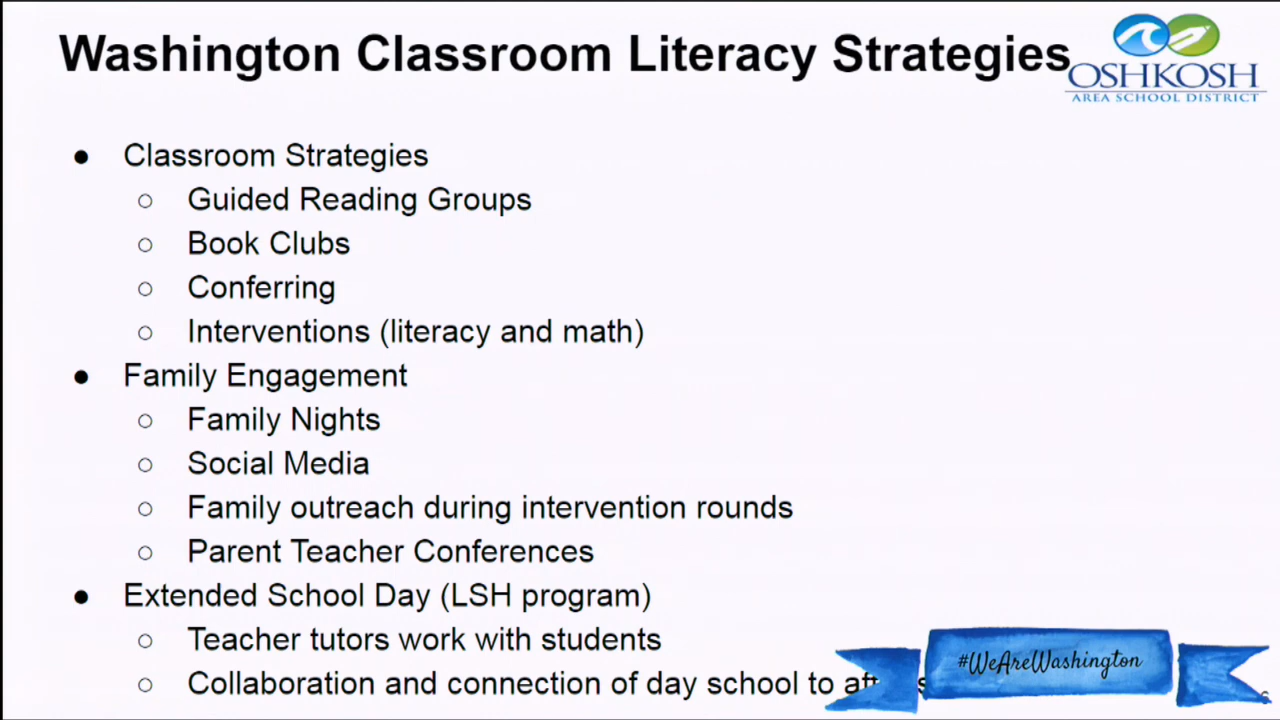 Washington Classroom Literacy Strategies
OSHKOSH
AREA SCHOOL DISTRICT
● Classroom Strategies
○ Guided Reading Groups
○ Book Clubs
○ Conferring
○ Interventions (literacy and math)
● Family Engagement
○ Family Nights
○ Social Media
○ Family outreach during intervention rounds
○ Parent Teacher Conferences
● Extended School Day (LSH program)
○ Teacher tutors work with students
○ Collaboration and connection of day school to
#WeAreWashington